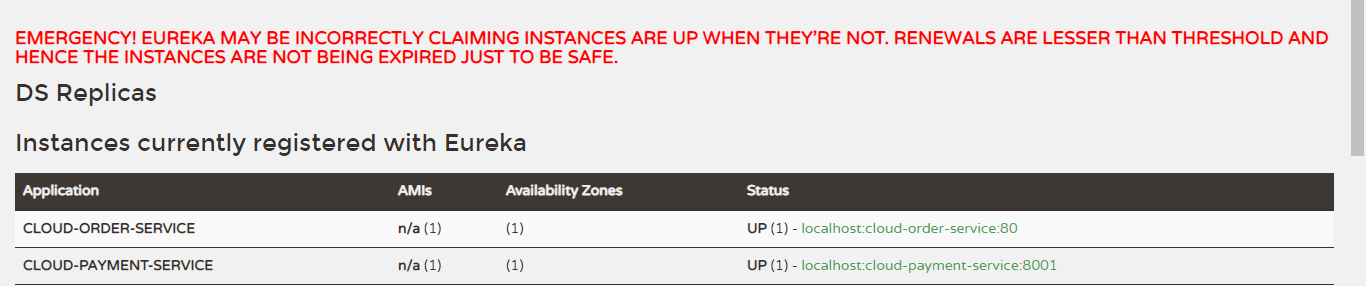 EMERGENCY! EUREKA MAY BE INCORRECTLY CLAIMING INSTANCES ARE UP WHEN THEY'RE NOT. RENEWALS ARE LESSER THAN THRESHOLD AND
HENCE THE INSTANCES ARE NOT BEING EXPIRED JUST TO BE SAFE.
DS Replicas
Instances currently registered with Eureka
Application AMIs Availability Zones Status
CLOUD-ORDER-SERVICE n/a (1) (1) UP (1) - localhost:cloud-order-service:80
CLOUD-PAYMENT-SERVICE n/a (1) (1) UP (1) - localhost:cloud-payment-service:8001